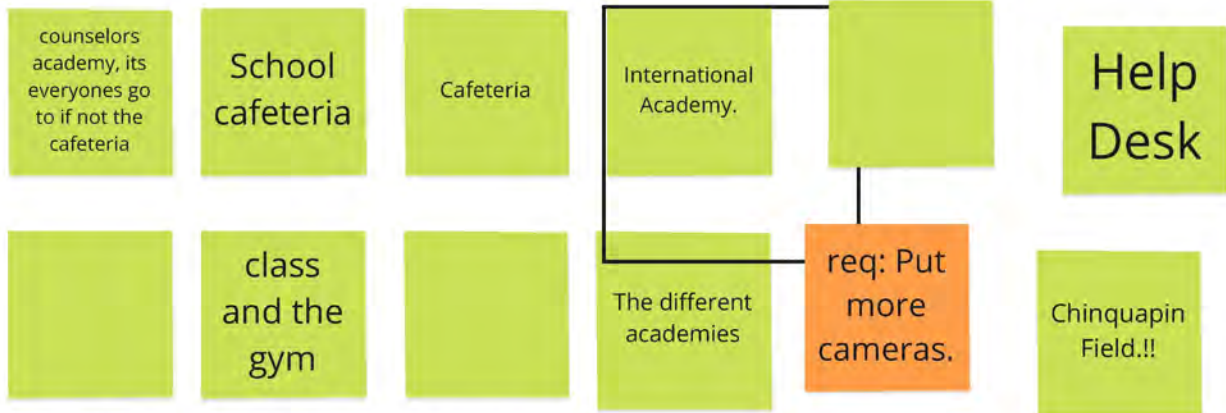 counselors
academy, its
everyones go
to if not the
cafeteria
School
cafeteria
Cafeteria
International
Academy.
Help
Desk
class
and the
gym
The different
academies
req: Put
more
cameras.
Chinquapin
Field.!!